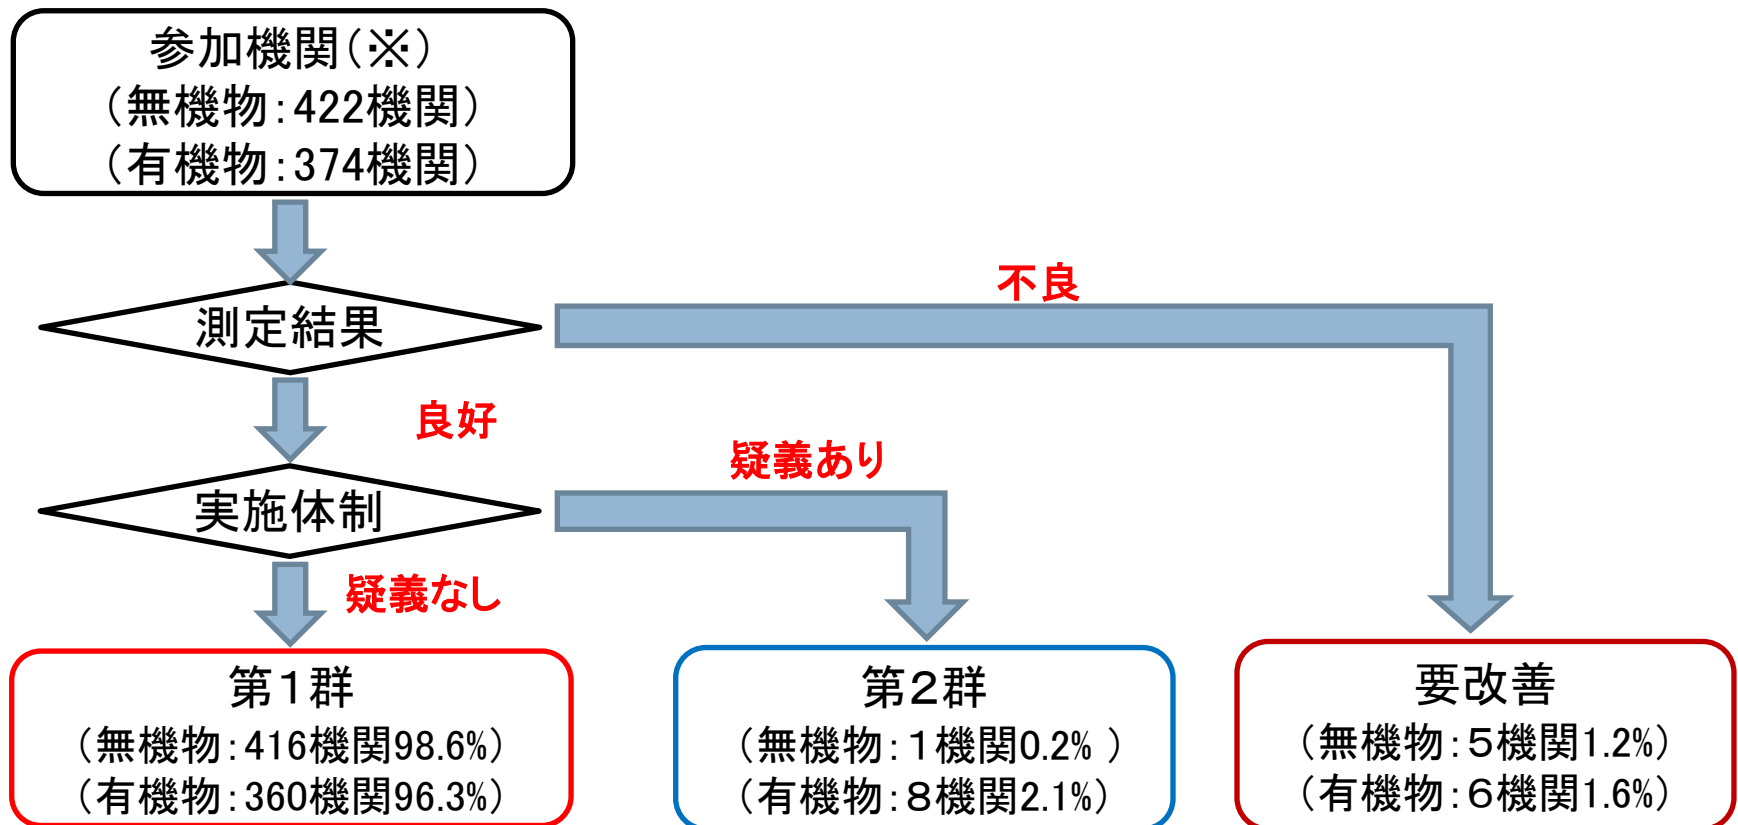 参加機関(※)
(無機物:422機関)
(有機物:374機関)
測定結果
不良
良好
実施体制
疑義あり
疑義なし
第1群
(無機物:416機関98.6%)
(有機物:360機関96.3%)
第2群
(無機物:1機関0.2% )
(有機物:8機関2.1%)
要改善
(無機物:5機関1.2%)
(有機物:6機関1.6%)